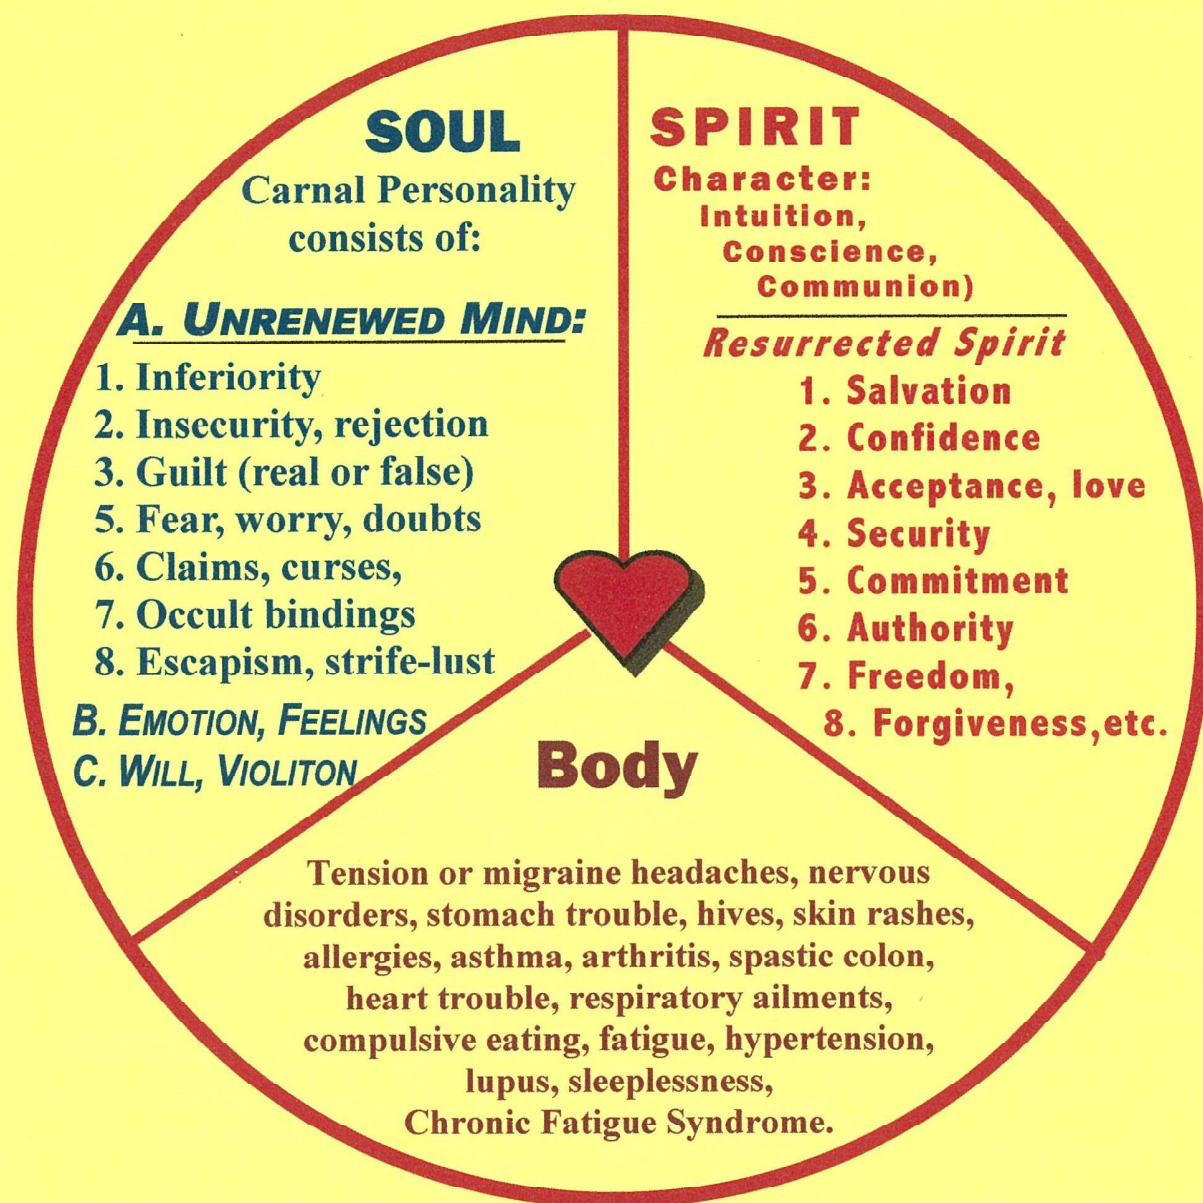 SOUL
Carnal Personality
consists of:
A. UNRENEWED MIND:
1. Inferiority
2. Insecurity, rejection
3. Guilt (real or false)
5. Fear, worry, doubts
6. Claims, curses,
7. Occult bindings
8. Escapism, strife-lust
B. EMOTION, FEELINGS
C. WILL, VIOLITON
SPIRIT
Character:
Intuition,
Conscience,
Communion)
Resurrected Spirit
1. Salvation
2. Confidence
3. Acceptance, love
4. Security
5. Commitment
6. Authority
7. Freedom,
8. Forgiveness,etc.
Body
Tension or migraine headaches, nervous
disorders, stomach trouble, hives, skin rashes,
allergies, asthma, arthritis, spastic colon,
heart trouble, respiratory ailments,
compulsive eating, fatigue, hypertension,
lupus, sleeplessness,
Chronic Fatigue Syndrome.